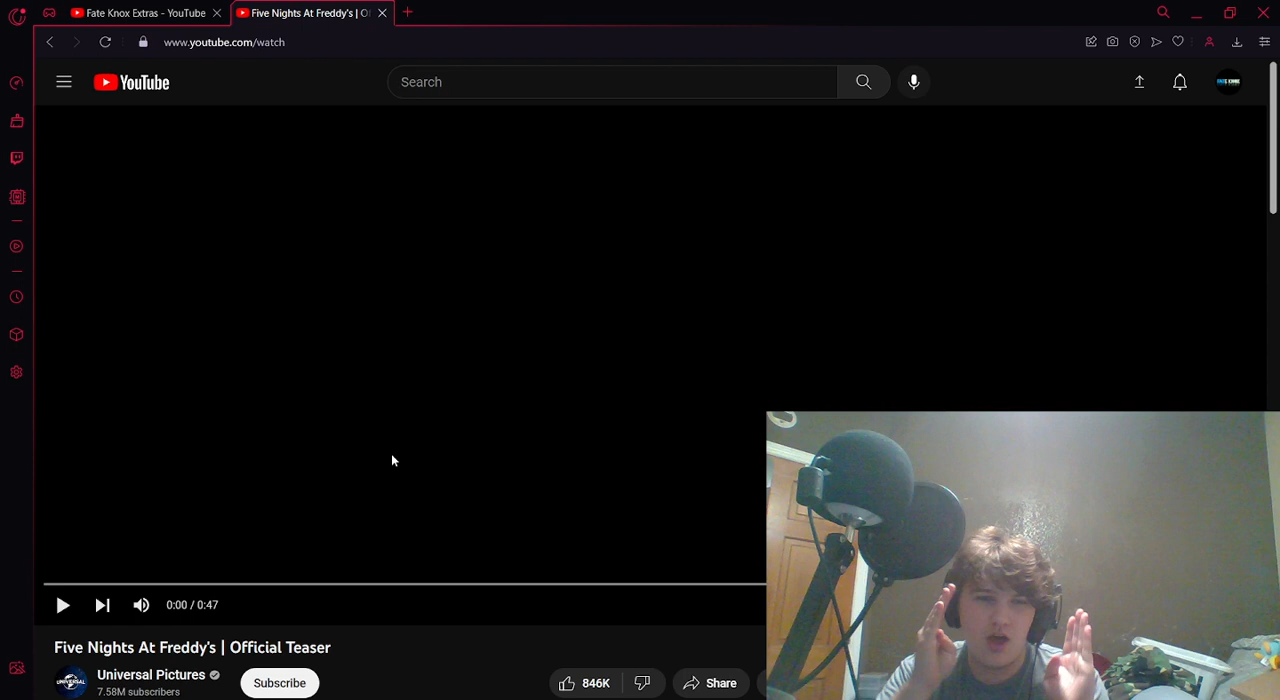 Fate Knox Extras - YouTube
Five Nights At Freddy's | O
www.youtube.com/watch
YouTube
Search
0:00 / 0:47
Five Nights At Freddy's | Official Teaser
Universal Pictures
7.58M subscribers
Subscribe
846K
Share
UNIVERSAL